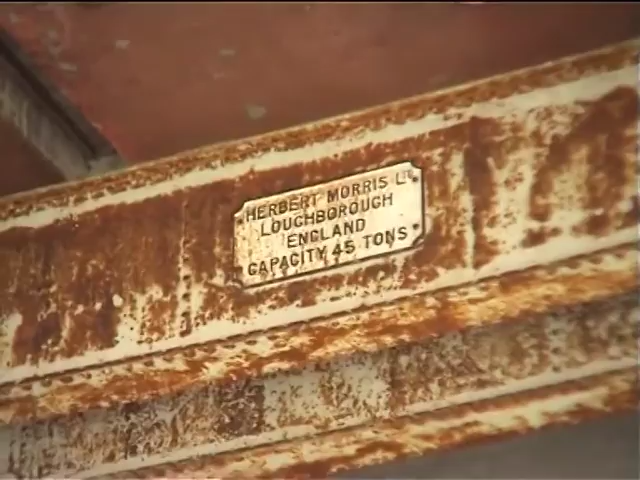 HERBERT MORRIS LTD
LOUGHBOROUGH
ENGLAND
CAPACITY 45 TONS